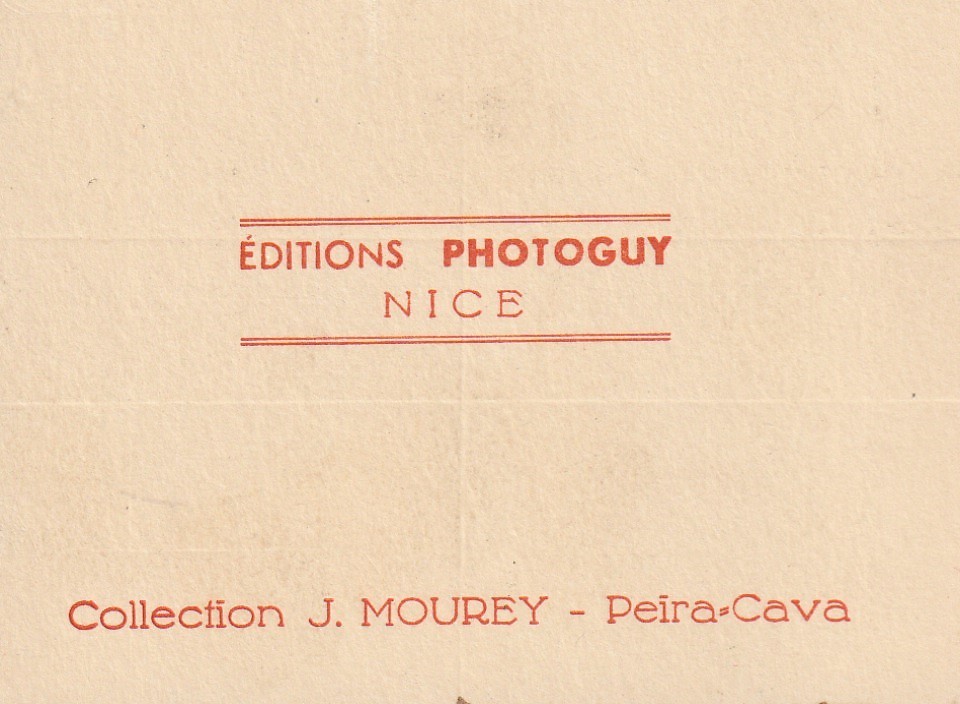 ÉDITIONS PHOTOGUY
NICE
Collection J. MOUREY - Peira-Cava